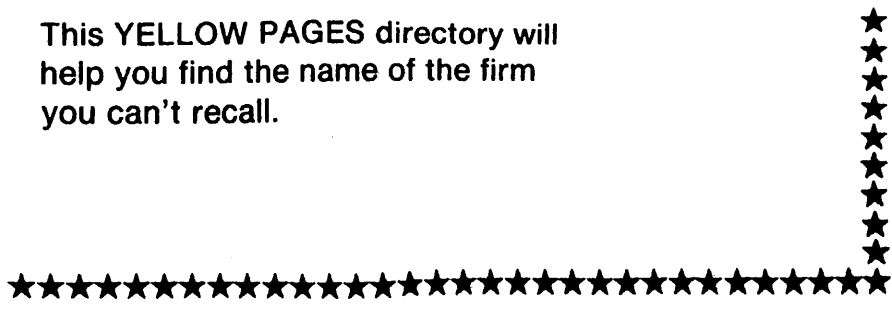 This YELLOW PAGES directory will
help you find the name of the firm
you can't recall.